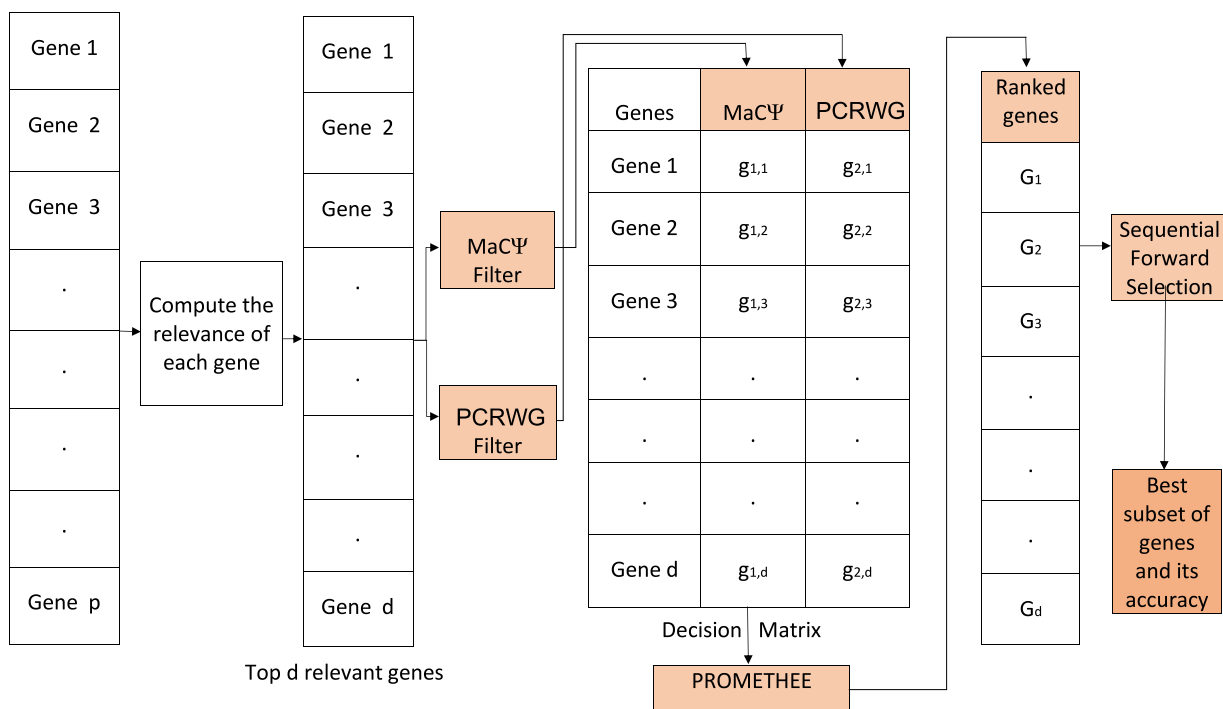 Gene 1
Gene 2
Gene 3
.
.
.
.
Gene p
Compute the
relevance of
each gene
Gene 1
Gene 2
Gene 3
.
.
.
.
Gene d
Top d relevant genes
MaCΨ
Filter
PCRWG
Filter
Genes MaCΨ PCRWG
Gene 1 g1,1 g2,1
Gene 2 g1,2 g2,2
Gene 3 g1,3 g2,3
. . .
. . .
. . .
Gene d g1,d g2,d
Decision Matrix
PROMETHEE
Ranked
genes
G1
G2
G3
.
.
.
Gd
Sequential
Forward
Selection
Best
subset of
genes
and its
accuracy